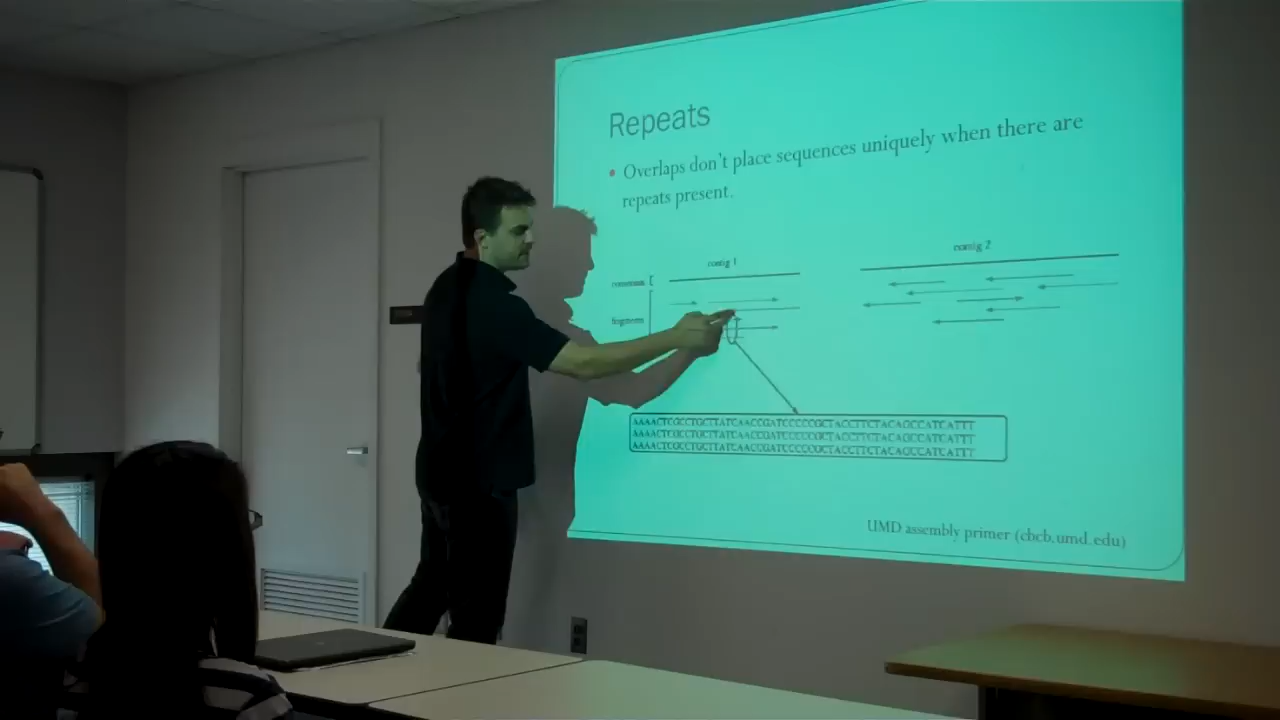 Repeats
• Overlaps don't place sequences uniquely when there are
repeats present.
contig 1
contig 2
consensus
fragments
AAAACTCGCCTGCTTATCAACCGATCCCCCGCTACCTTCTACAGCCATCATTT
AAAACTCGCCTGCTTATCAACCGATCCCCCGCTACCTTCTACAGCCATCATTT
AAAACTCGCCTGCTTATCAACCGATCCCCCGCTACCTTCTACAGCCATCATTT
UMD assembly primer (cbcb.umd.edu)